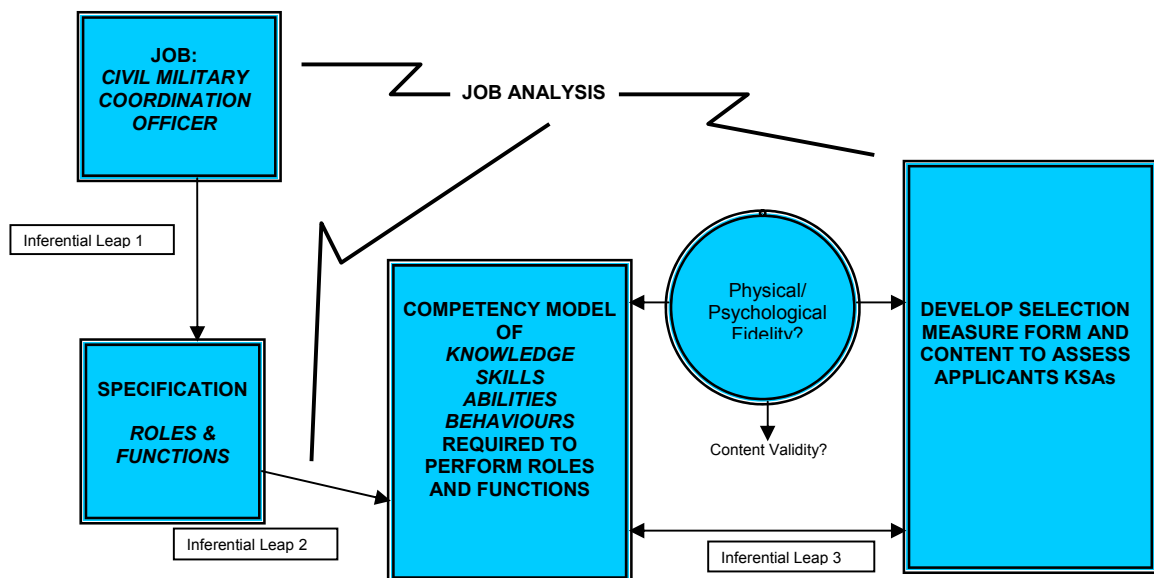 JOB:
CIVIL MILITARY
COORDINATION
OFFICER
JOB ANALYSIS
Inferential Leap 1
SPECIFICATION
ROLES &
FUNCTIONS
Inferential Leap 2
COMPETENCY MODEL
OF
KNOWLEDGE
SKILLS
ABILITIES
BEHAVIOURS
REQUIRED TO
PERFORM ROLES
AND FUNCTIONS
Physical/
Psychological
Fidelity?
Content Validity?
Inferential Leap 3
DEVELOP SELECTION
MEASURE FORM AND
CONTENT TO ASSESS
APPLICANTS KSAs